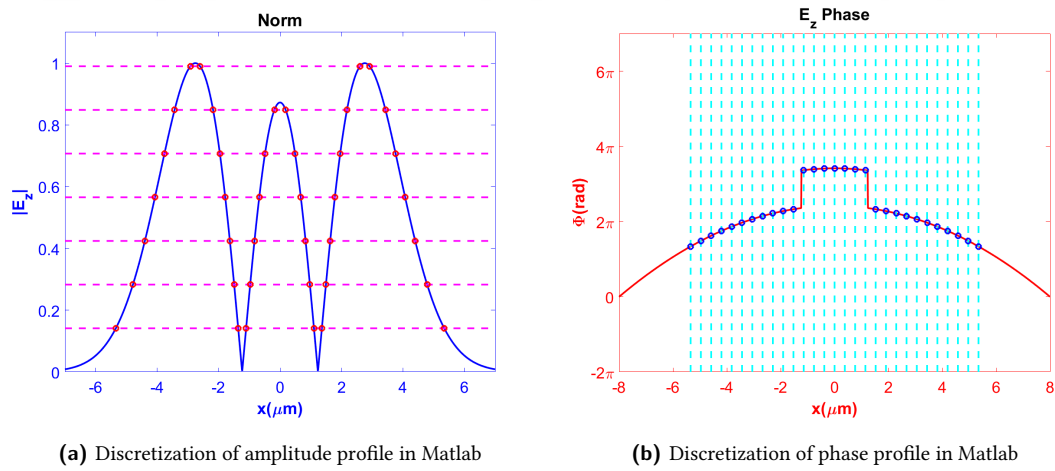 Norm
1
0.8
0.6
0.4
0.2
0
|E_z|
-6
-4
-2
0
2
4
6
x(μm)
(a) Discretization of amplitude profile in Matlab
E_z Phase
6π
4π
2π
0
-2π
Φ(rad)
-8
-6
-4
-2
0
2
4
6
8
x(μm)
(b) Discretization of phase profile in Matlab